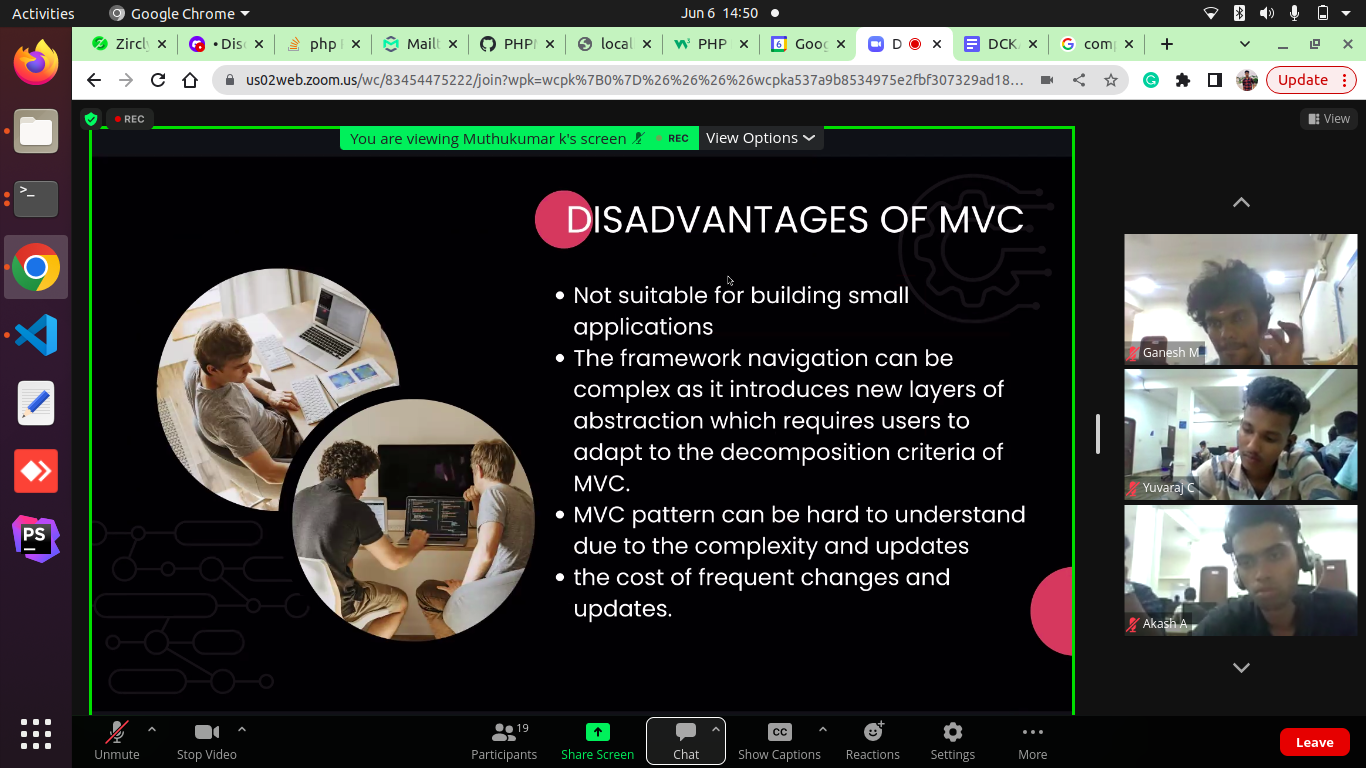 Activities
Google Chrome
Jun 6 14:50
Zircly
Disc
php
Mailt
PHPM
local
PHP
Goog
D
DCK
com
us02web.zoom.us/wc/83454475222/join?wpk=wcpk%7B0%7D%26%26%26%26wcpka537a9b8534975e2fbf307329ad18...
Update
REC
View
You are viewing Muthukumar k's screen
REC
View Options
DISADVANTAGES OF MVC
Not suitable for building small
applications
The framework navigation can be
complex as it introduces new layers of
abstraction which requires users to
adapt to the decomposition criteria of
MVC.
MVC pattern can be hard to understand
due to the complexity and updates
the cost of frequent changes and
updates.
Ganesh M
Yuvaraj C
Akash A
PS
Unmute
Stop Video
Participants
19
Share Screen
Chat
CC
Show Captions
Reactions
Settings
More
Leave